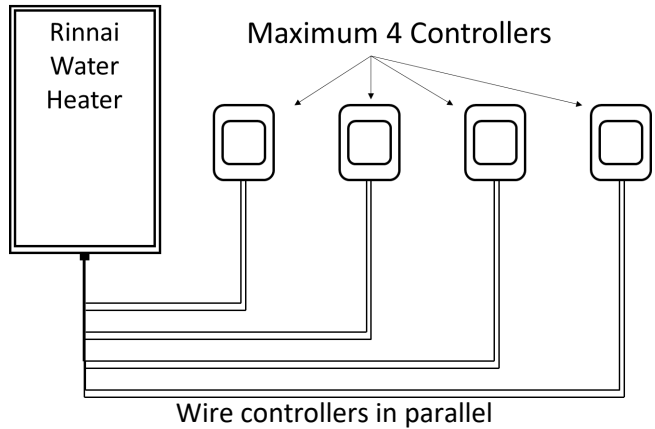 Rinnai
Water
Heater
Maximum 4 Controllers
Wire controllers in parallel